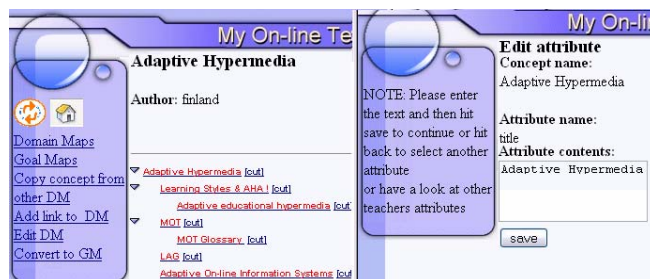 My On-line Te
Adaptive Hypermedia
Author: finland
Domain Maps
Goal Maps
Copy concept from
other DM
Add link to DM
Edit DM
Convert to GM
Adaptive Hypermedia [cut]
Learning Styles & AHA! [cut]
Adaptive educational hypermedia [cut
MOT [cut]
MOT Glossary [cut]
LAG [cut]
Adaptive On-line Information Systems [cut
My On-li
NOTE: Please enter
the text and then hit
save to continue or hit
back to select another
attribute
or have a look at other
teachers attributes
Edit attribute
Concept name:
Adaptive Hypermedia
Attribute name:
title
Attribute contents:
Adaptive Hypermedia
save